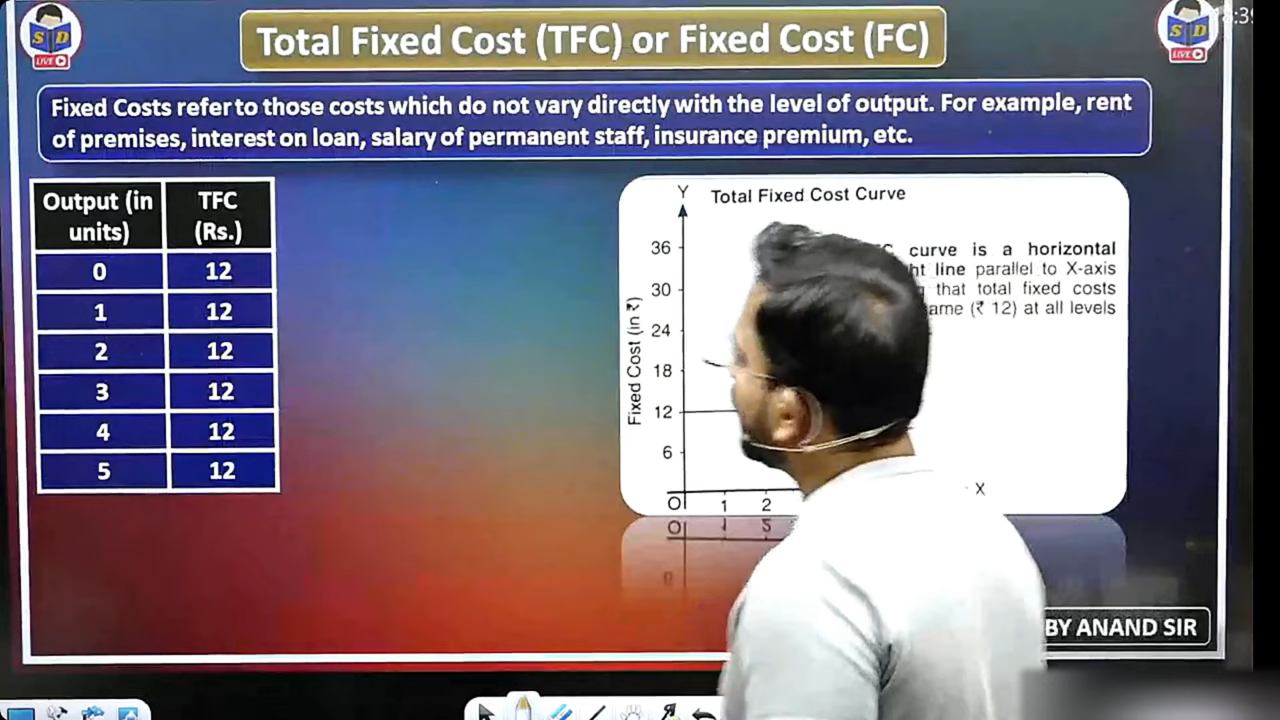 S D
LIVE
Total Fixed Cost (TFC) or Fixed Cost (FC)
S D
LIVE
:39
Fixed Costs refer to those costs which do not vary directly with the level of output. For example, rent
of premises, interest on loan, salary of permanent staff, insurance premium, etc.
Output (in units) TFC (Rs.)
0 12
1 12
2 12
3 12
4 12
5 12
Y Total Fixed Cost Curve
36 curve is a horizontal
line parallel to X-axis
30 that total fixed costs
(₹ 12) at all levels
24
18
12
6
Fixed Cost (in ₹)
O 1 2 X
BY ANAND SIR